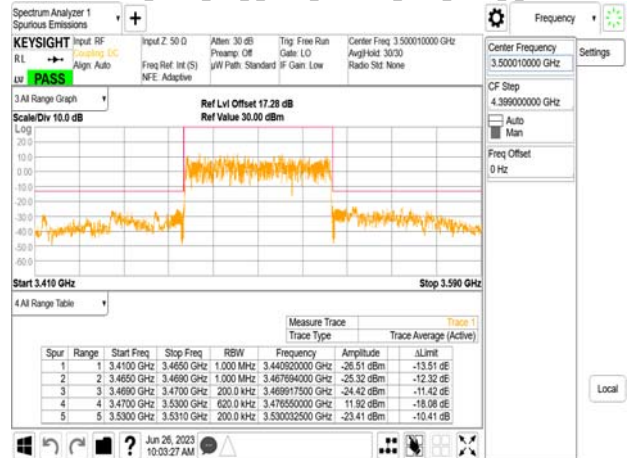 Spectrum Analyzer 1
Spurious Emissions
+
Frequency
KEYSIGHT
Input: RF
Input Z: 50 Ω
Atten: 30 dB
Trig: Free Run
Center Freq: 3.500010000 GHz
RL
Coupling: DC
Preamp: Off
Gate: LO
Avg|Hold: 30/30
Align: Auto
Freq Ref: Int (S)
µW Path: Standard
IF Gain: Low
Radio Std: None
LU
PASS
NFE: Adaptive
Center Frequency
3.500010000 GHz
Settings
CF Step
4.399000000 GHz
Auto
Man
Freq Offset
0 Hz
Local
3 All Range Graph
Ref Lvl Offset 17.28 dB
Scale/Div 10.0 dB
Ref Value 30.00 dBm
Log
20.0
10.0
0.00
-10.0
-20.0
-30.0
-40.0
-50.0
-60.0
Start 3.410 GHz
Stop 3.590 GHz
4 All Range Table
Measure Trace Trace 1
Trace Type Trace Average (Active)
Spur Range Start Freq Stop Freq RBW Frequency Amplitude ΔLimit
1 1 3.4100 GHz 3.4650 GHz 1.000 MHz 3.440920000 GHz -26.51 dBm -13.51 dB
2 2 3.4650 GHz 3.4690 GHz 1.000 MHz 3.467694000 GHz -25.32 dBm -12.32 dB
3 3 3.4690 GHz 3.4700 GHz 200.0 kHz 3.469917500 GHz -24.42 dBm -11.42 dB
4 4 3.4700 GHz 3.5300 GHz 620.0 kHz 3.476550000 GHz 11.92 dBm -18.08 dB
5 5 3.5300 GHz 3.5310 GHz 200.0 kHz 3.530032500 GHz -23.41 dBm -10.41 dB
?
Jun 26, 2023
10:03:27 AM